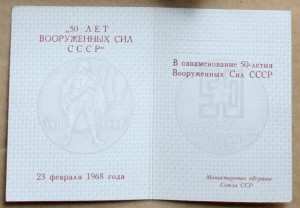 „50 ЛЕТ
ВООРУЖЕННЫХ СИЛ
СССР“
23 февраля 1968 года
В ознаменование 50-летия
Вооруженных Сил СССР
Министерство обороны
Союза ССР